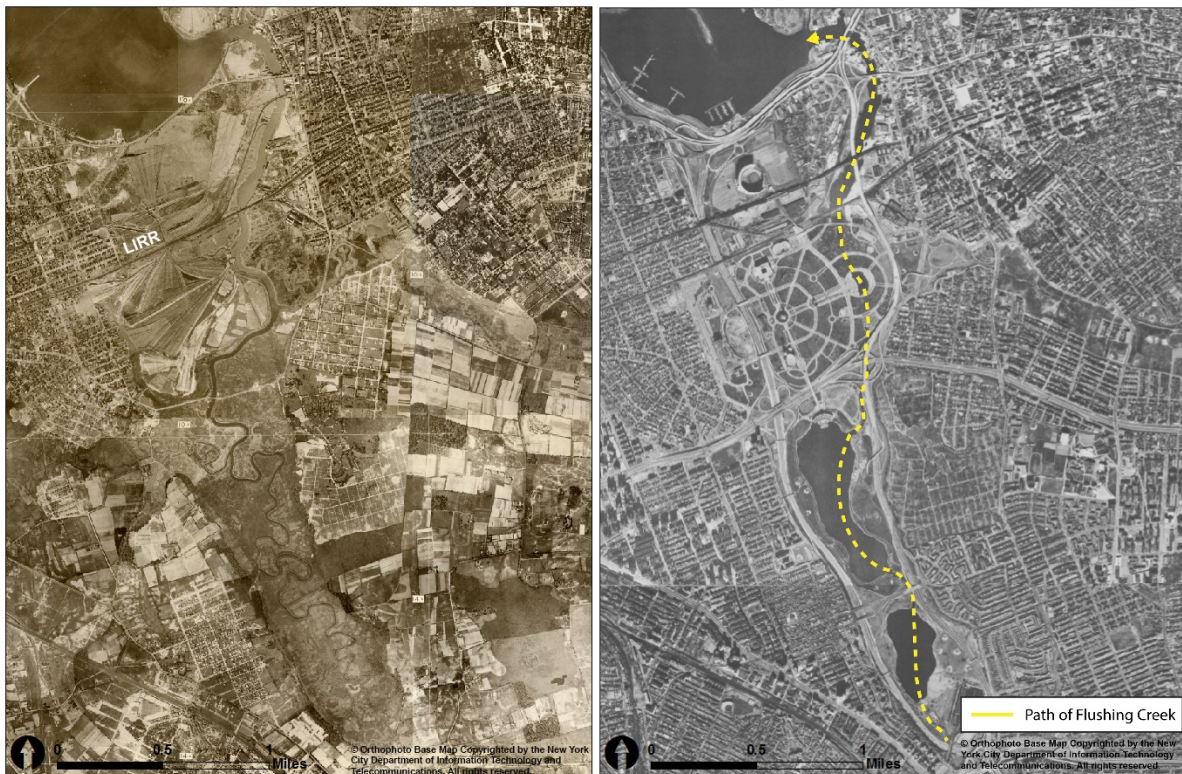 LIRR
0 0.5 1
Miles
© Orthophoto Base Map Copyrighted by the New York
City Department of Information Technology and
Telecommunications. All rights reserved.
Path of Flushing Creek
0 0.5 1
Miles
© Orthophoto Base Map Copyrighted by the New
York City Department of Information Technology
and Telecommunications. All rights reserved.